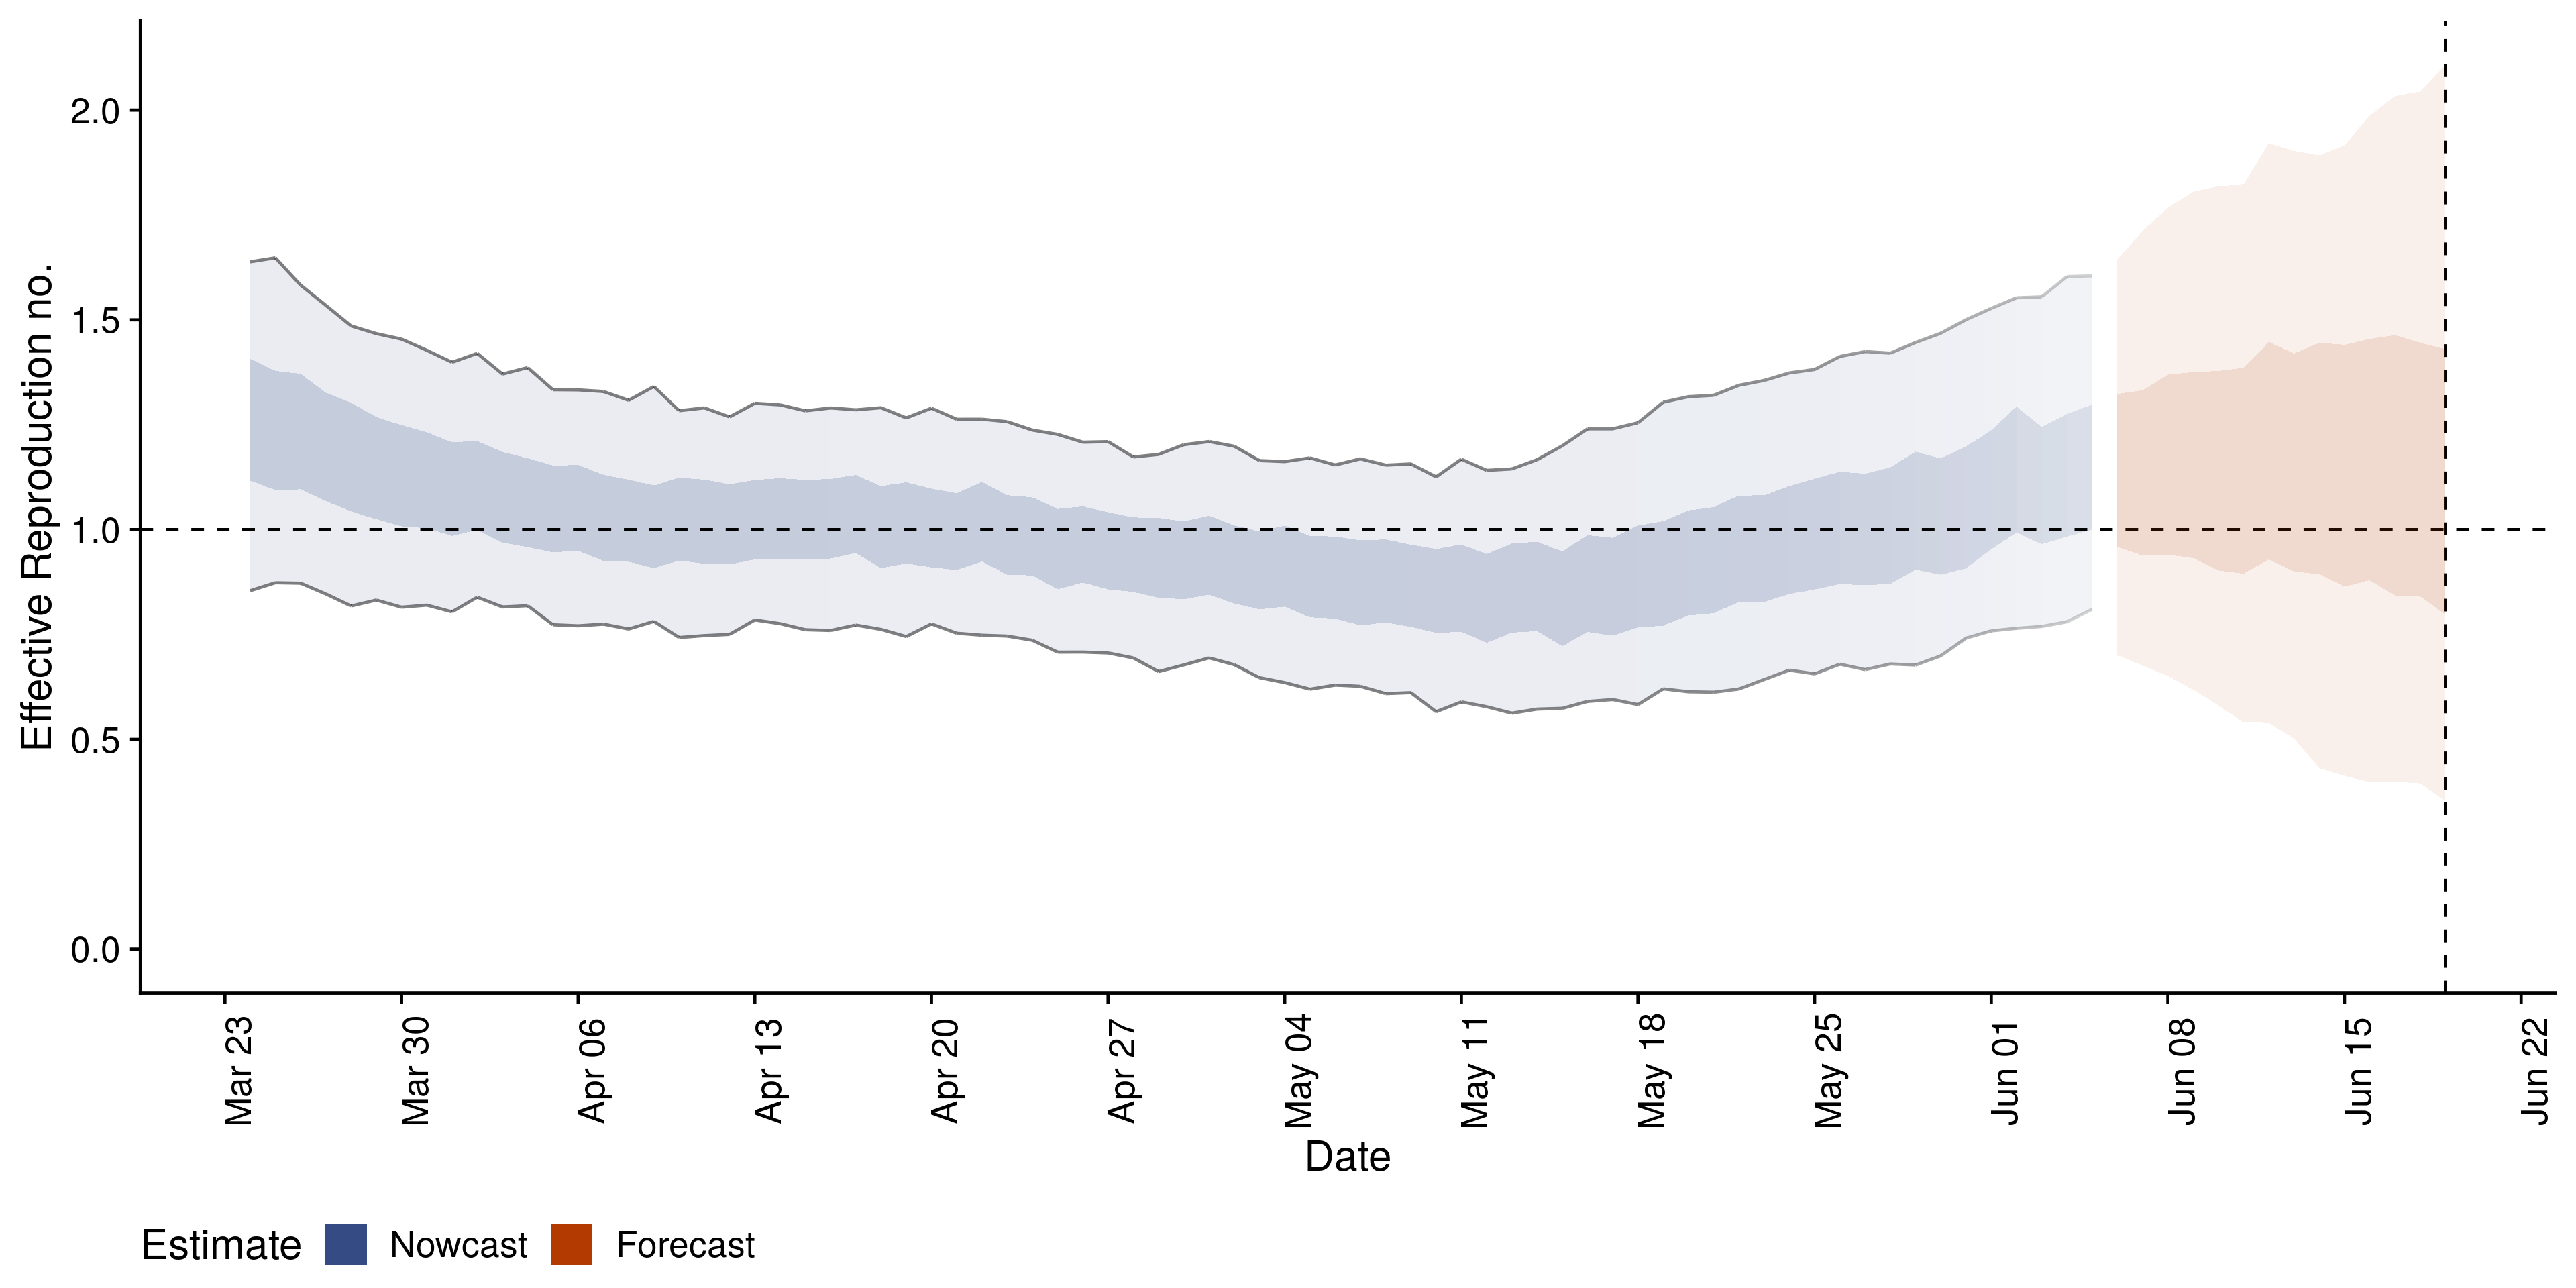 Effective Reproduction no.
2.0
1.5
1.0
0.5
0.0
Mar 23
Mar 30
Apr 06
Apr 13
Apr 20
Apr 27
May 04
May 11
May 18
May 25
Jun 01
Jun 08
Jun 15
Jun 22
Date
Estimate Nowcast Forecast